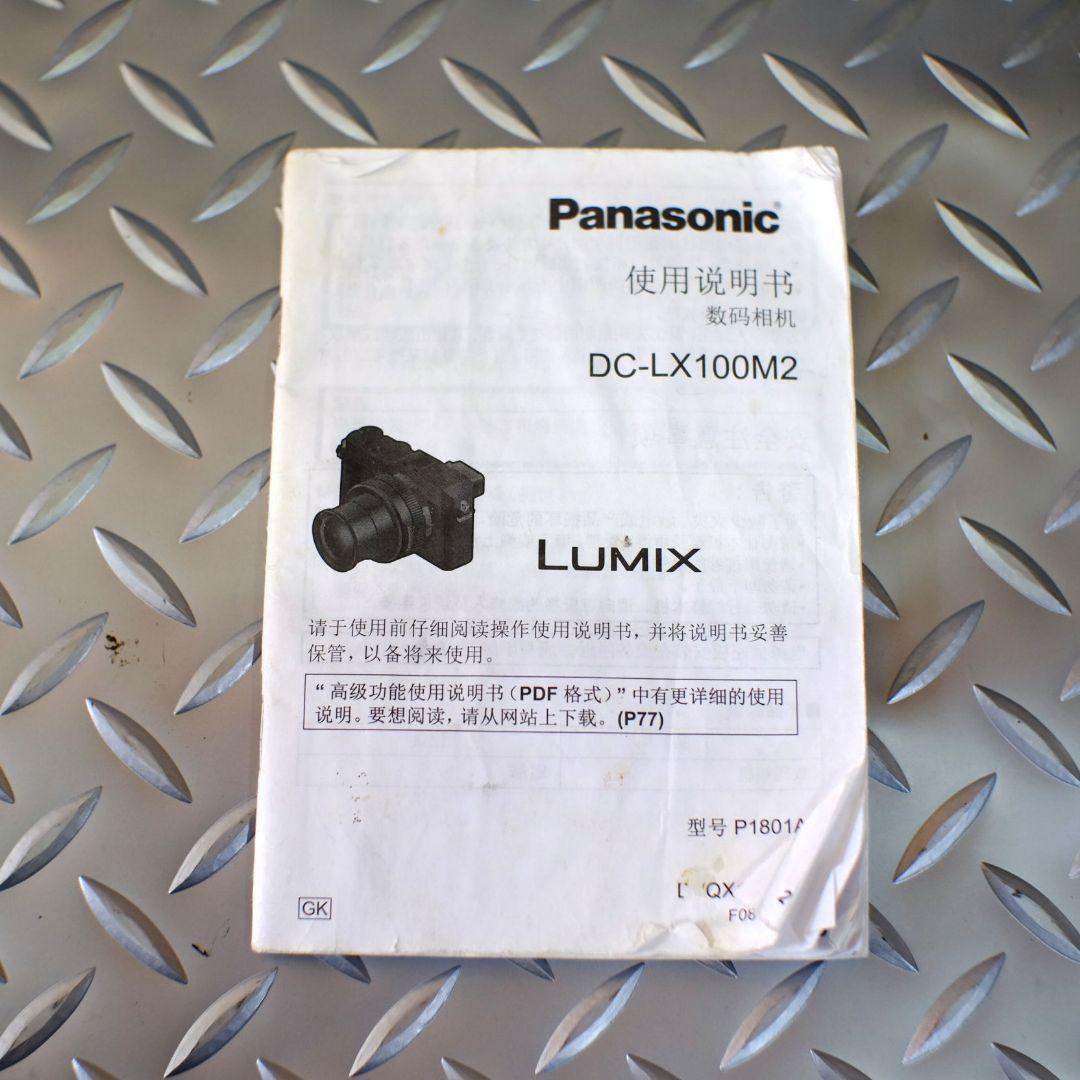 Panasonic
使用说明书
数码相机
DC-LX100M2
LUMIX
请于使用前仔细阅读操作使用说明书，并将说明书妥善
保管，以备将来使用。
“高级功能使用说明书（PDF 格式）”中有更详细的使用
说明。要想阅读，请从网站上下载。(P77)
型号 P1801A
GK